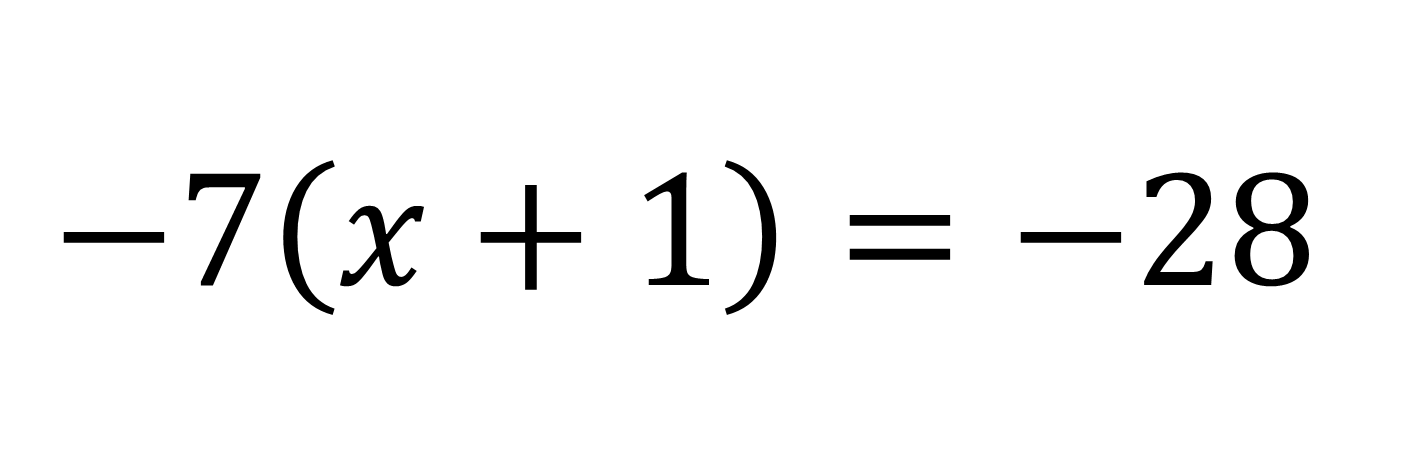 −7(x + 1) = −28